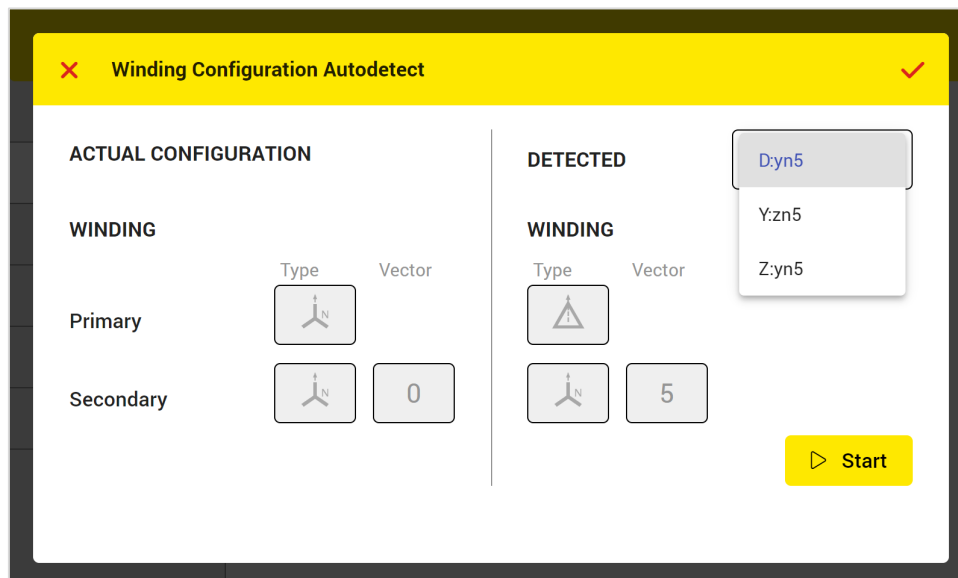 Winding Configuration Autodetect
ACTUAL CONFIGURATION
WINDING
Type Vector
Primary
N
Secondary
N
0
DETECTED
D:yn5
Y:zn5
Z:yn5
WINDING
Type Vector
N
5
Start